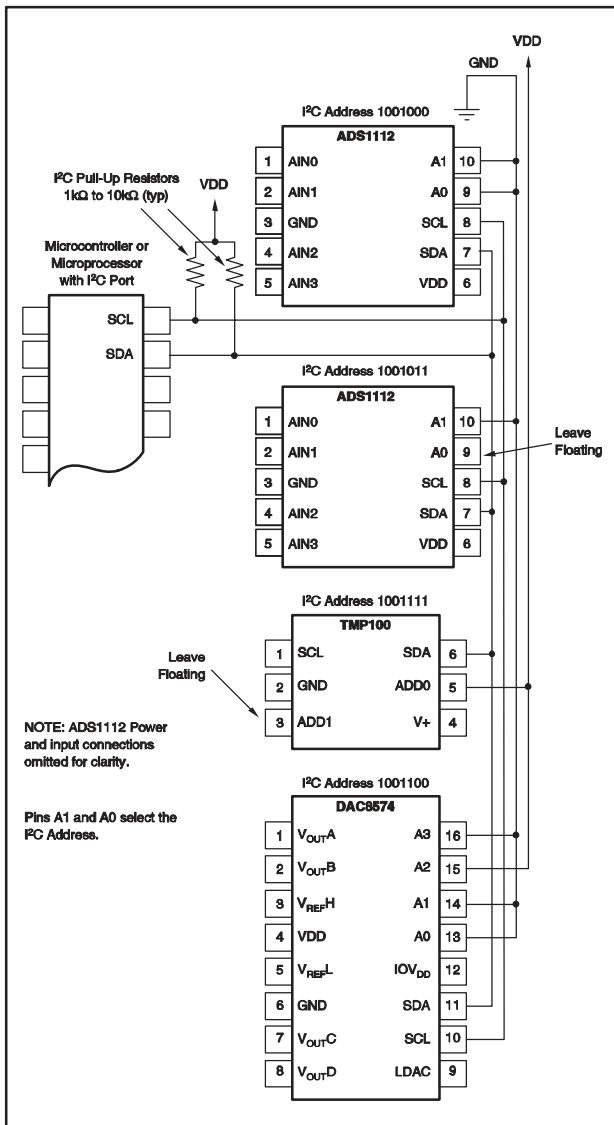 VDD
GND
I²C Address 1001000
ADS1112
1 AIN0 A1 10
2 AIN1 A0 9
3 GND SCL 8
4 AIN2 SDA 7
5 AIN3 VDD 6
I²C Pull-Up Resistors
1kΩ to 10kΩ (typ)
VDD
Microcontroller or
Microprocessor
with I²C Port
SCL
SDA
I²C Address 1001011
ADS1112
1 AIN0 A1 10
2 AIN1 A0 9
3 GND SCL 8
4 AIN2 SDA 7
5 AIN3 VDD 6
Leave
Floating
I²C Address 1001111
TMP100
1 SCL SDA 6
2 GND ADD0 5
3 ADD1 V+ 4
Leave
Floating
NOTE: ADS1112 Power
and input connections
omitted for clarity.
Pins A1 and A0 select the
I²C Address.
I²C Address 1001100
DAC8574
1 VOUTA A3 16
2 VOUTB A2 15
3 VREFH A1 14
4 VDD A0 13
5 VREFL IOVDD 12
6 GND SDA 11
7 VOUTC SCL 10
8 VOUTD LDAC 9